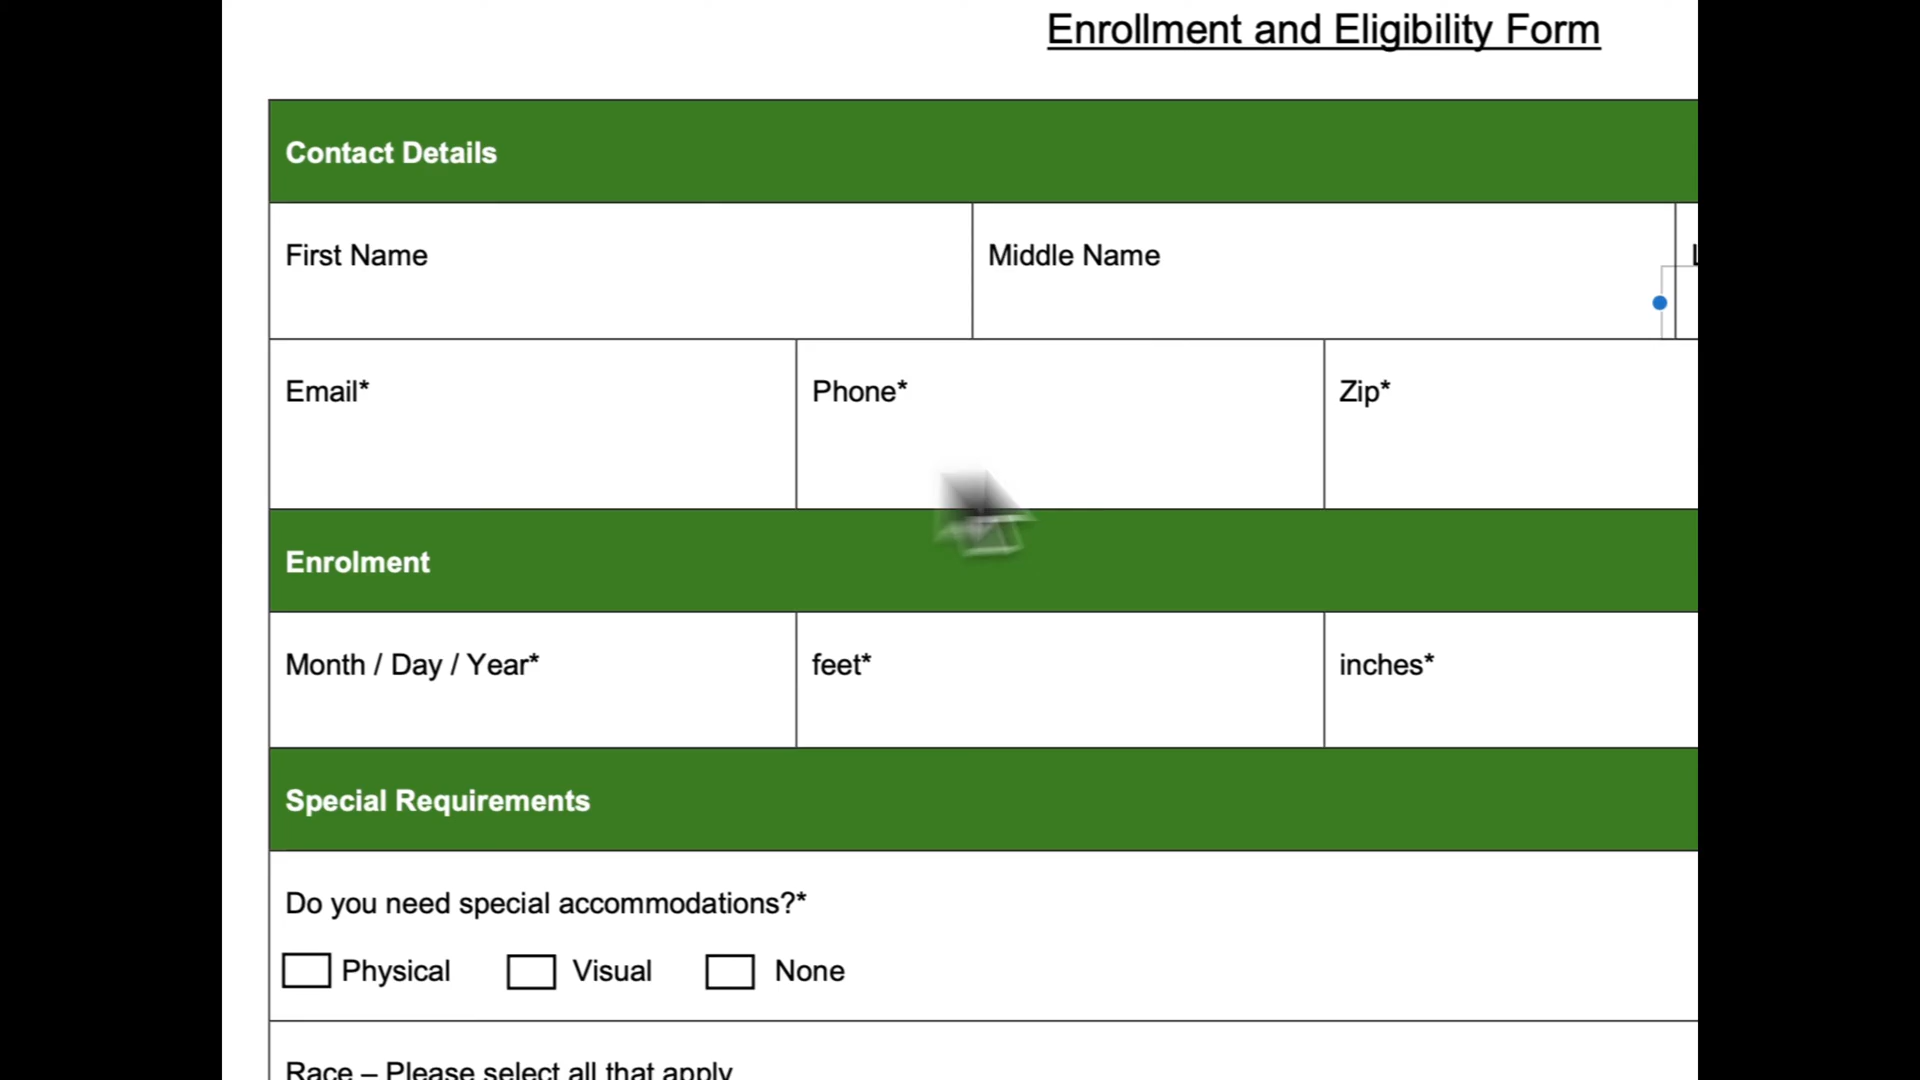 Enrollment and Eligibility Form
Contact Details
First Name
Middle Name
Email*
Phone*
Zip*
Enrolment
Month / Day / Year*
feet*
inches*
Special Requirements
Do you need special accommodations?*
Physical
Visual
None
Race – Please select all that apply